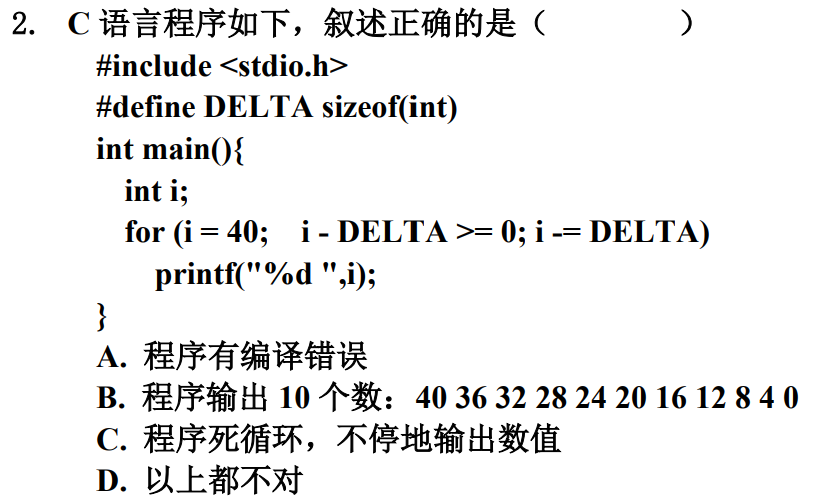 2. C 语言程序如下，叙述正确的是（ ）
#include <stdio.h>
#define DELTA sizeof(int)
int main(){
int i;
for (i = 40; i - DELTA >= 0; i -= DELTA)
printf("%d ",i);
}
A. 程序有编译错误
B. 程序输出 10 个数：40 36 32 28 24 20 16 12 8 4 0
C. 程序死循环，不停地输出数值
D. 以上都不对